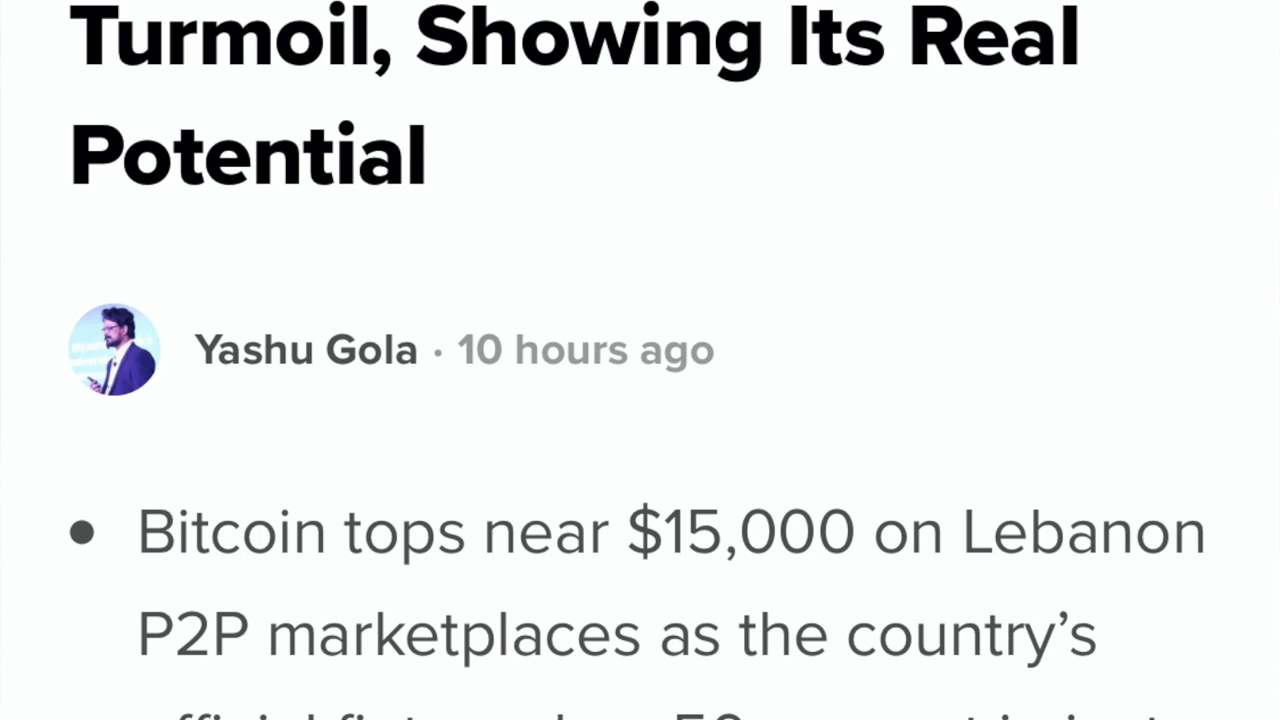 Turmoil, Showing Its Real
Potential
Yashu Gola · 10 hours ago
• Bitcoin tops near $15,000 on Lebanon
P2P marketplaces as the country’s